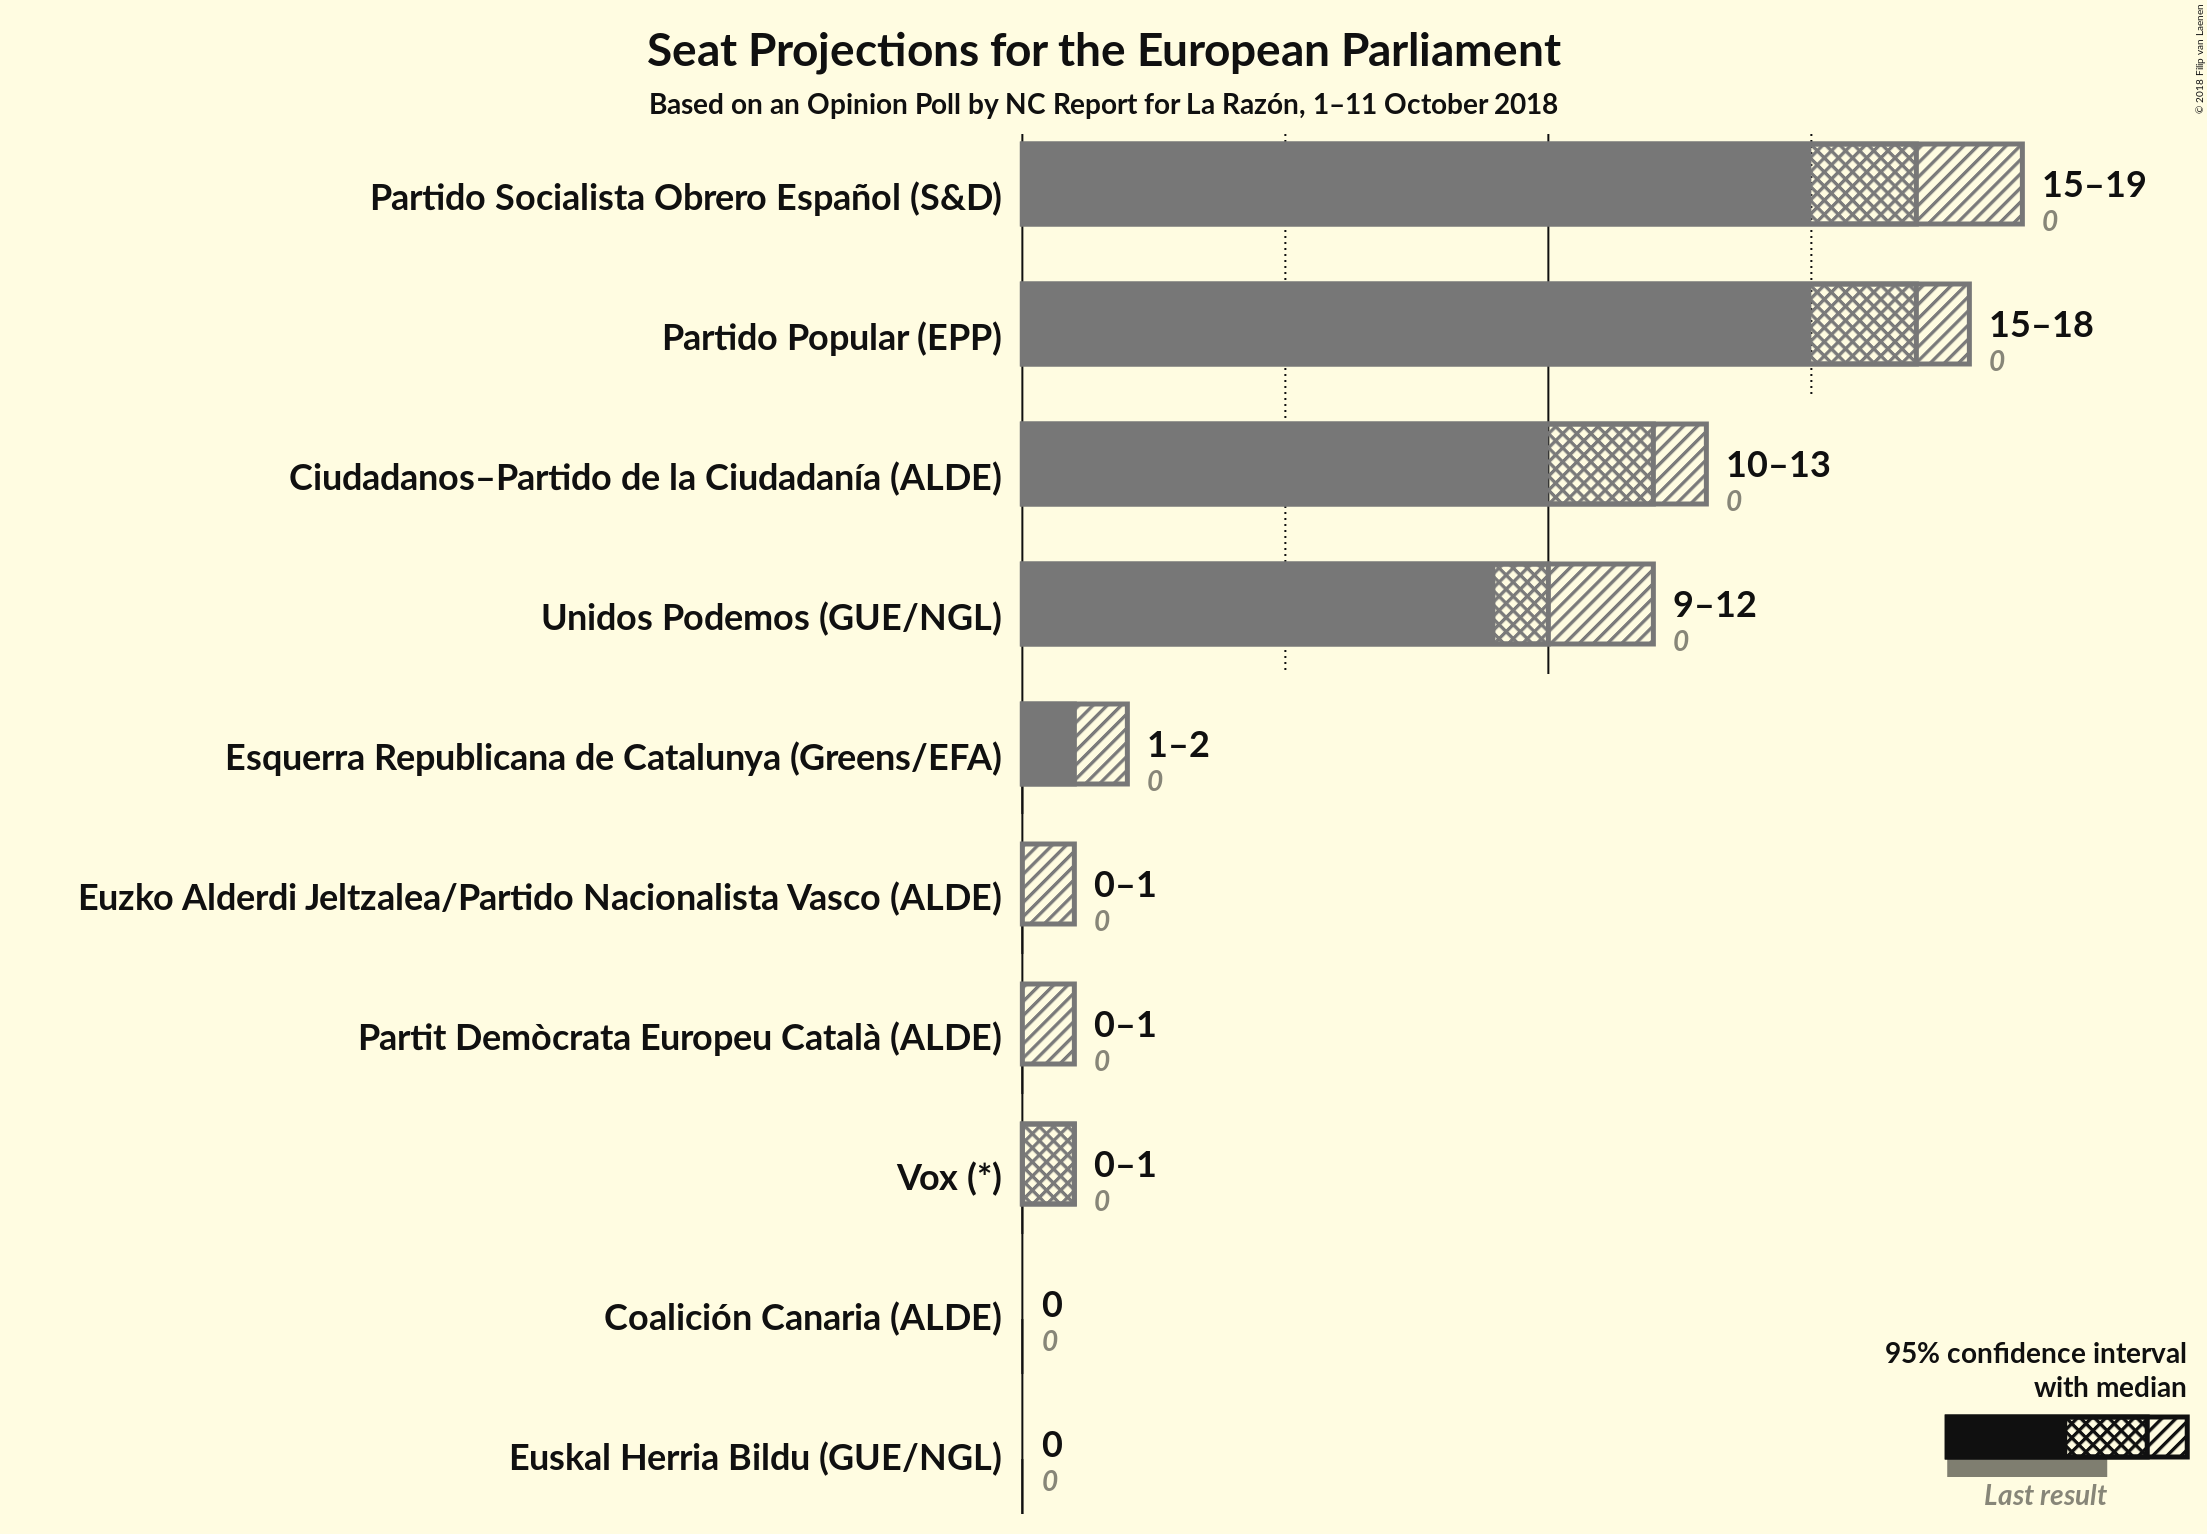 Seat Projections for the European Parliament
Based on an Opinion Poll by NC Report for La Razón, 1–11 October 2018
© 2018 Filip van Laenen
Partido Socialista Obrero Español (S&D)
15–19
0
Partido Popular (EPP)
15–18
0
Ciudadanos–Partido de la Ciudadanía (ALDE)
10–13
0
Unidos Podemos (GUE/NGL)
9–12
0
Esquerra Republicana de Catalunya (Greens/EFA)
1–2
0
Euzko Alderdi Jeltzalea/Partido Nacionalista Vasco (ALDE)
0–1
0
Partit Demòcrata Europeu Català (ALDE)
0–1
0
Vox (*)
0–1
0
Coalición Canaria (ALDE)
0
0
Euskal Herria Bildu (GUE/NGL)
0
0
95% confidence interval
with median
Last result